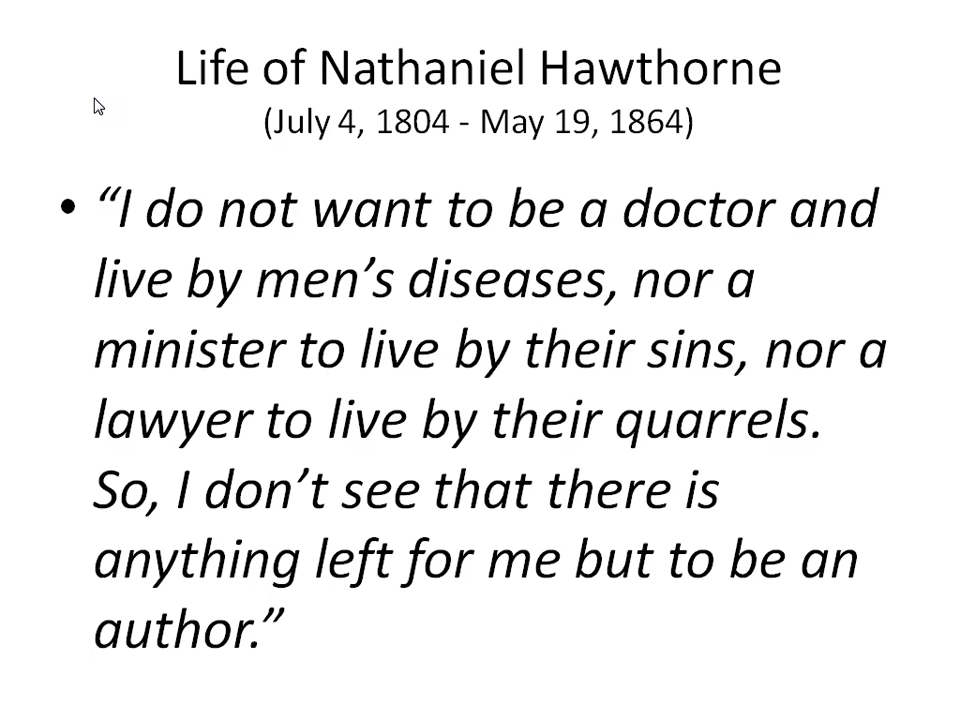 Life of Nathaniel Hawthorne
(July 4, 1804 - May 19, 1864)
• “I do not want to be a doctor and
live by men’s diseases, nor a
minister to live by their sins, nor a
lawyer to live by their quarrels.
So, I don’t see that there is
anything left for me but to be an
author.”